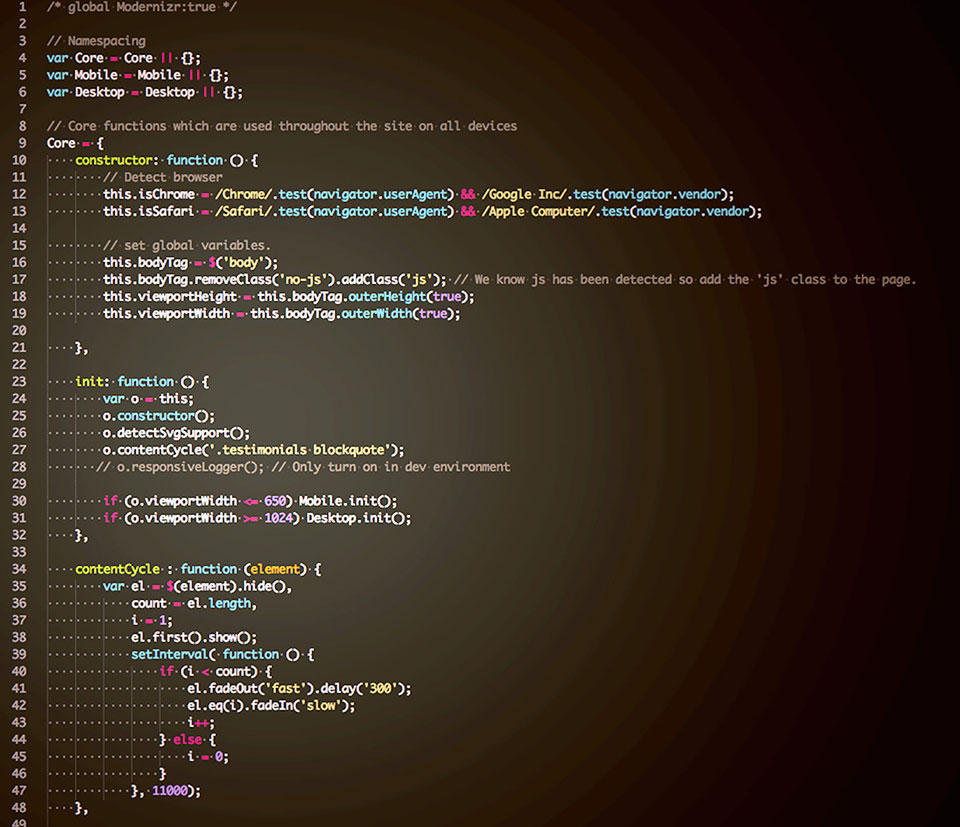 1 /* global Modernizr:true */
2
3 // Namespacing
4 var Core = Core || {};
5 var Mobile = Mobile || {};
6 var Desktop = Desktop || {};
7
8 // Core functions which are used throughout the site on all devices
9 Core = {
10 constructor: function () {
11 // Detect browser
12 this.isChrome = /Chrome/.test(navigator.userAgent) && /Google Inc/.test(navigator.vendor);
13 this.isSafari = /Safari/.test(navigator.userAgent) && /Apple Computer/.test(navigator.vendor);
14
15 // set global variables.
16 this.bodyTag = $('body');
17 this.bodyTag.removeClass('no-js').addClass('js'); // We know js has been detected so add the 'js' class to the page.
18 this.viewportHeight = this.bodyTag.outerHeight(true);
19 this.viewportWidth = this.bodyTag.outerWidth(true);
20
21 },
22
23 init: function () {
24 var o = this;
25 o.constructor();
26 o.detectSvgSupport();
27 o.contentCycle('.testimonials blockquote');
28 // o.responsiveLogger(); // Only turn on in dev environment
29
30 if (o.viewportWidth <= 650) Mobile.init();
31 if (o.viewportWidth >= 1024) Desktop.init();
32 },
33
34 contentCycle : function (element) {
35 var el = $(element).hide(),
36 count = el.length,
37 i = 1;
38 el.first().show();
39 setInterval( function () {
40 if (i < count) {
41 el.fadeOut('fast').delay('300');
42 el.eq(i).fadeIn('slow');
43 i++;
44 } else {
45 i = 0;
46 }
47 }, 11000);
48 },
49